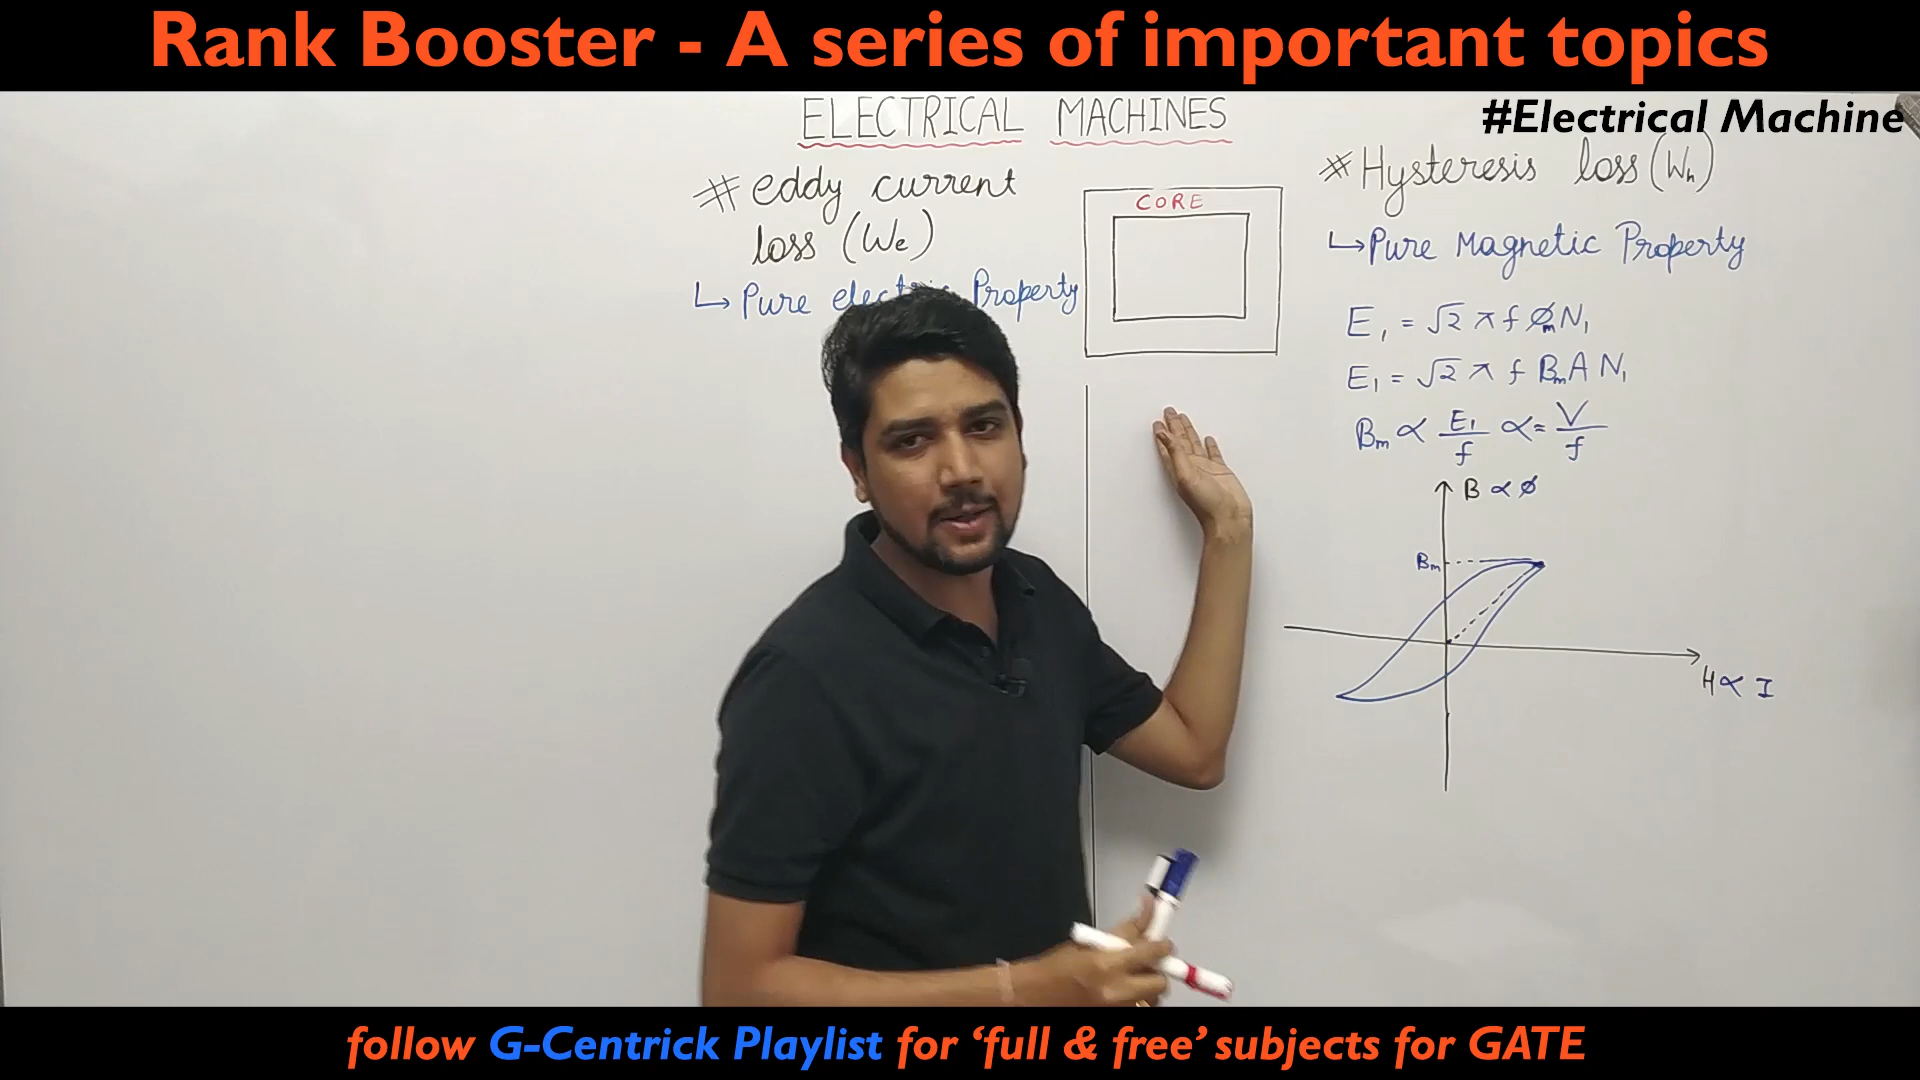 Rank Booster - A series of important topics
#Electrical Machine
ELECTRICAL MACHINES
# eddy current
loss (We)
↳ Pure electric Property
CORE
# Hysteresis loss (Wh)
↳ Pure Magnetic Property
E₁ = √2 π f ϕm N₁
E₁ = √2 π f Bm A N₁
Bm ∝ E₁/f ∝= V/f
B ∝ ϕ
Bm
H ∝ I
follow G-Centrick Playlist for ‘full & free’ subjects for GATE